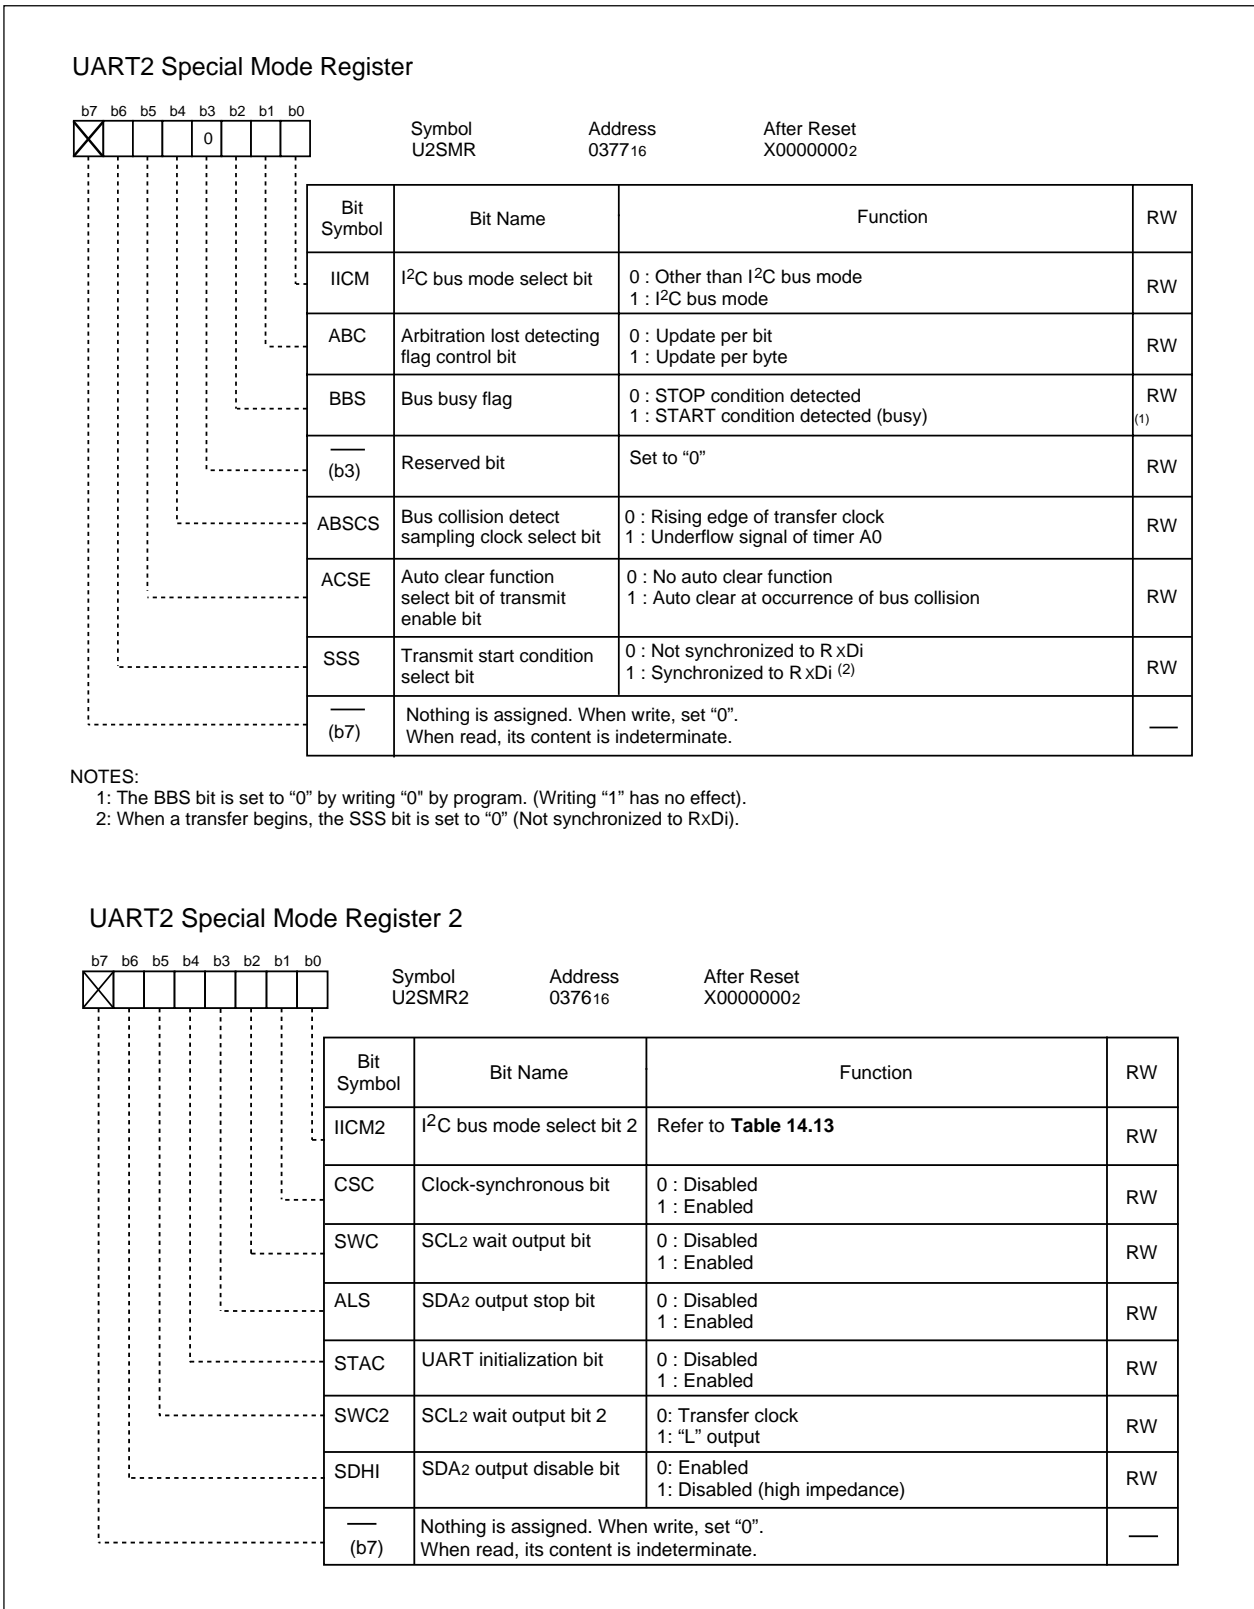 UART2 Special Mode Register
b7 b6 b5 b4 b3 b2 b1 b0
0
Symbol Address After Reset
U2SMR 037716 X00000002
Bit Symbol Bit Name Function RW
IICM I2C bus mode select bit 0 : Other than I2C bus mode
1 : I2C bus mode RW
ABC Arbitration lost detecting flag control bit 0 : Update per bit
1 : Update per byte RW
BBS Bus busy flag 0 : STOP condition detected
1 : START condition detected (busy) RW (1)
(b3) Reserved bit Set to “0” RW
ABSCS Bus collision detect sampling clock select bit 0 : Rising edge of transfer clock
1 : Underflow signal of timer A0 RW
ACSE Auto clear function select bit of transmit enable bit 0 : No auto clear function
1 : Auto clear at occurrence of bus collision RW
SSS Transmit start condition select bit 0 : Not synchronized to RXDi
1 : Synchronized to RXDi (2) RW
(b7) Nothing is assigned. When write, set “0”.
When read, its content is indeterminate. —
NOTES:
1: The BBS bit is set to “0” by writing “0" by program. (Writing “1” has no effect).
2: When a transfer begins, the SSS bit is set to “0” (Not synchronized to RXDi).
UART2 Special Mode Register 2
b7 b6 b5 b4 b3 b2 b1 b0
Symbol Address After Reset
U2SMR2 037616 X00000002
Bit Symbol Bit Name Function RW
IICM2 I2C bus mode select bit 2 Refer to Table 14.13 RW
CSC Clock-synchronous bit 0 : Disabled
1 : Enabled RW
SWC SCL2 wait output bit 0 : Disabled
1 : Enabled RW
ALS SDA2 output stop bit 0 : Disabled
1 : Enabled RW
STAC UART initialization bit 0 : Disabled
1 : Enabled RW
SWC2 SCL2 wait output bit 2 0: Transfer clock
1: “L” output RW
SDHI SDA2 output disable bit 0: Enabled
1: Disabled (high impedance) RW
(b7) Nothing is assigned. When write, set “0”.
When read, its content is indeterminate. —